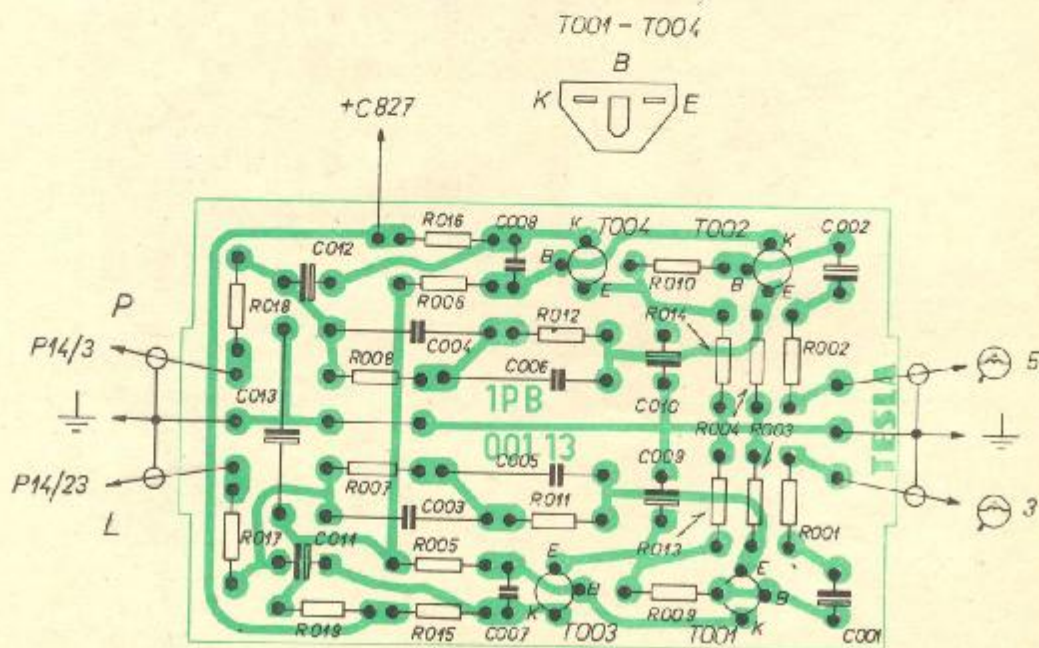 T001 - T004
B
K E
+C827
R016 C008 K T004 T002 C002
C012 K
B R010 B
R018 R006 E E
P R012 R014
P14/3 R008 C004 R002 5
C013 C006 C010
1PB
R004 R003
001.13 TESLA
C005 C009
P14/23 R007 R011 3
L C003 R013 R001
R017 C011 R005 E E
B B
K R009 K
R019 R015 C007 T003 T001 C001